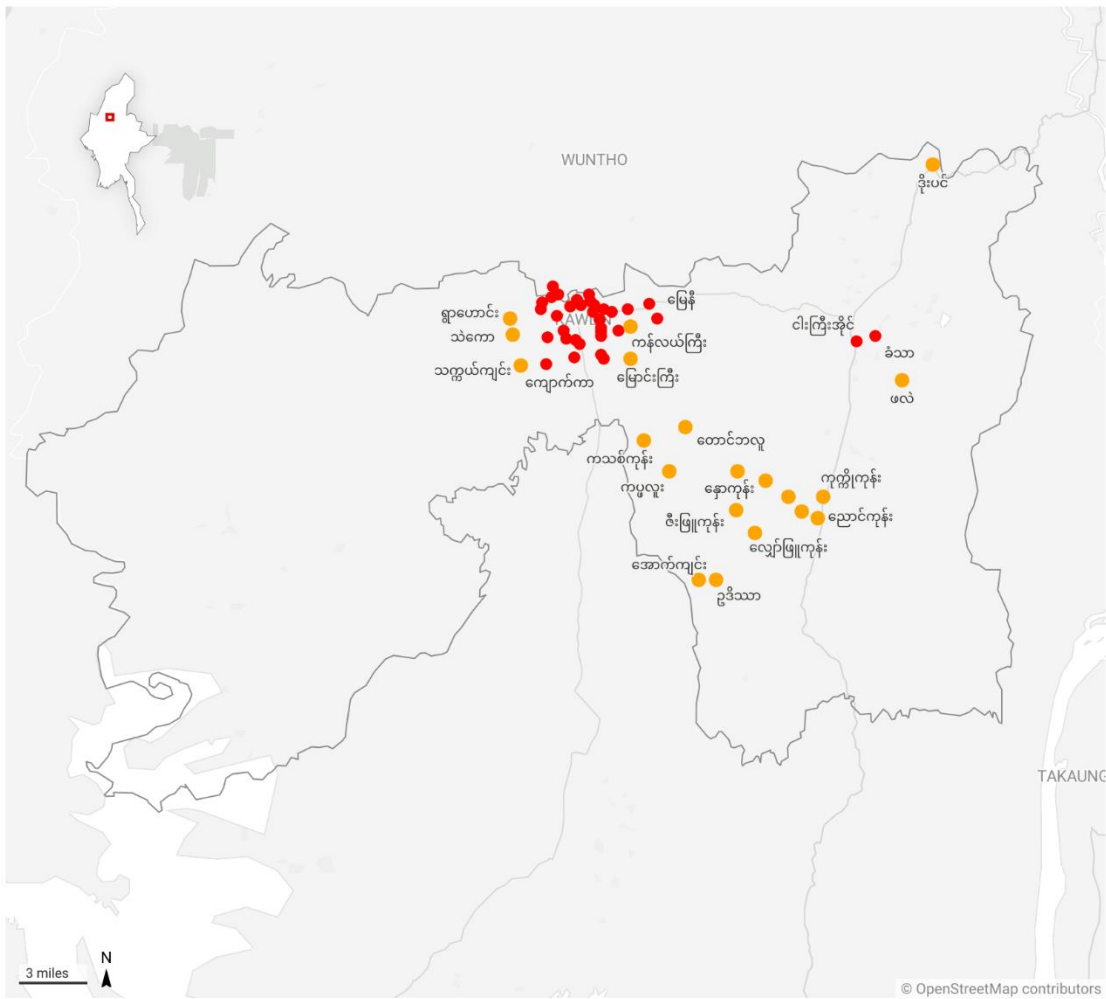 WUNTHO
ဒိုးပင်
မြေနီ
ရွာဟောင်း
KAWLIN
ငါးကြီးအိုင်
သဲကော
ကန်လယ်ကြီး
ခံသာ
သက္ကယ်ကျင်း
ကျောက်ကာ
မြောင်းကြီး
ဖလဲ
တောင်ဘလူ
ကသစ်ကုန်း
ကပ္ပလူး
နှောကုန်း
ကုက္ကိုကုန်း
ဇီးဖြူကုန်း
ညောင်ကုန်း
လျှော်ဖြူကုန်း
အောက်ကျင်း
ဥဒိဿာ
TAKAUNG
3 miles
N
© OpenStreetMap contributors